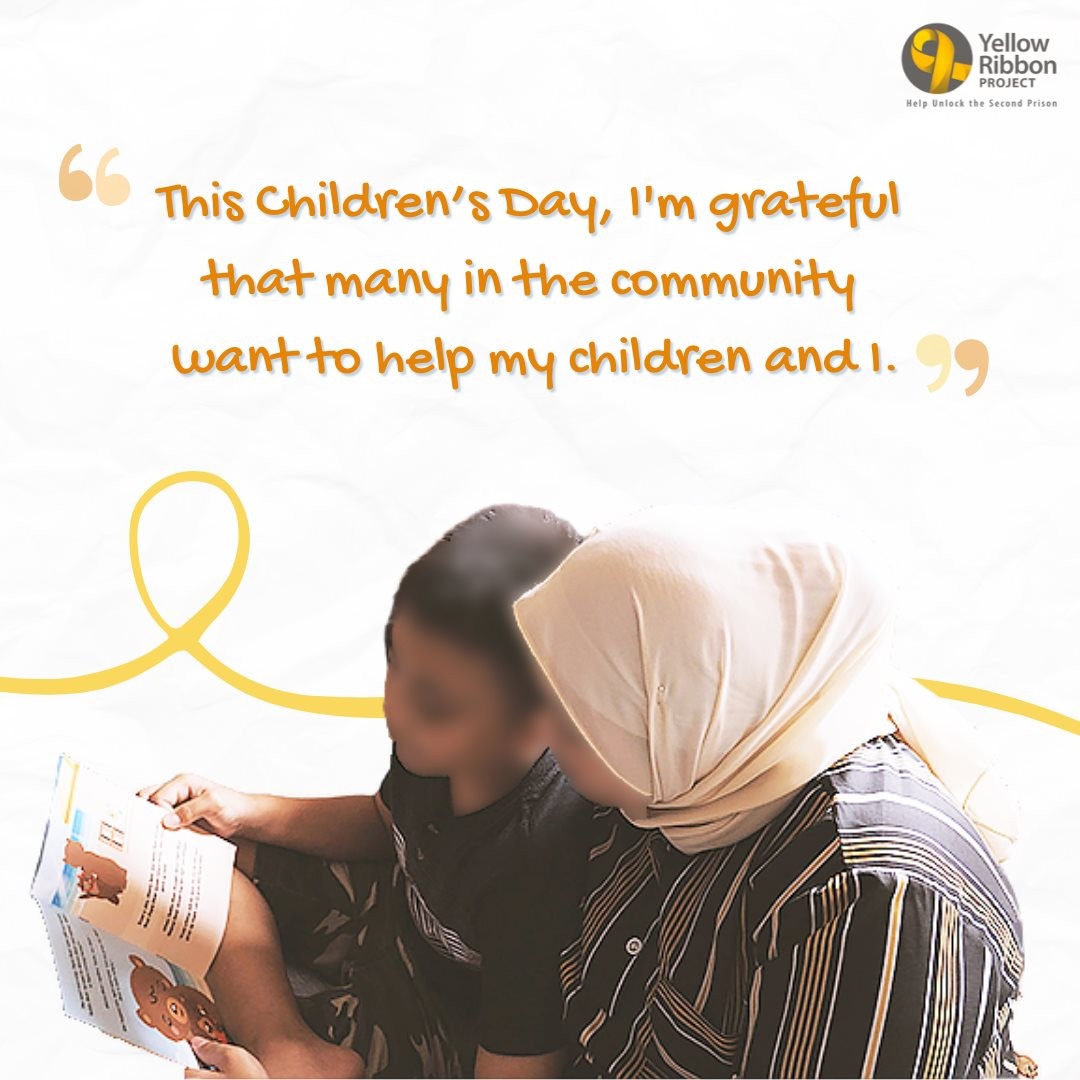 Yellow
Ribbon
PROJECT
Help Unlock the Second Prison
“This Children’s Day, I'm grateful
that many in the community
want to help my children and I.”